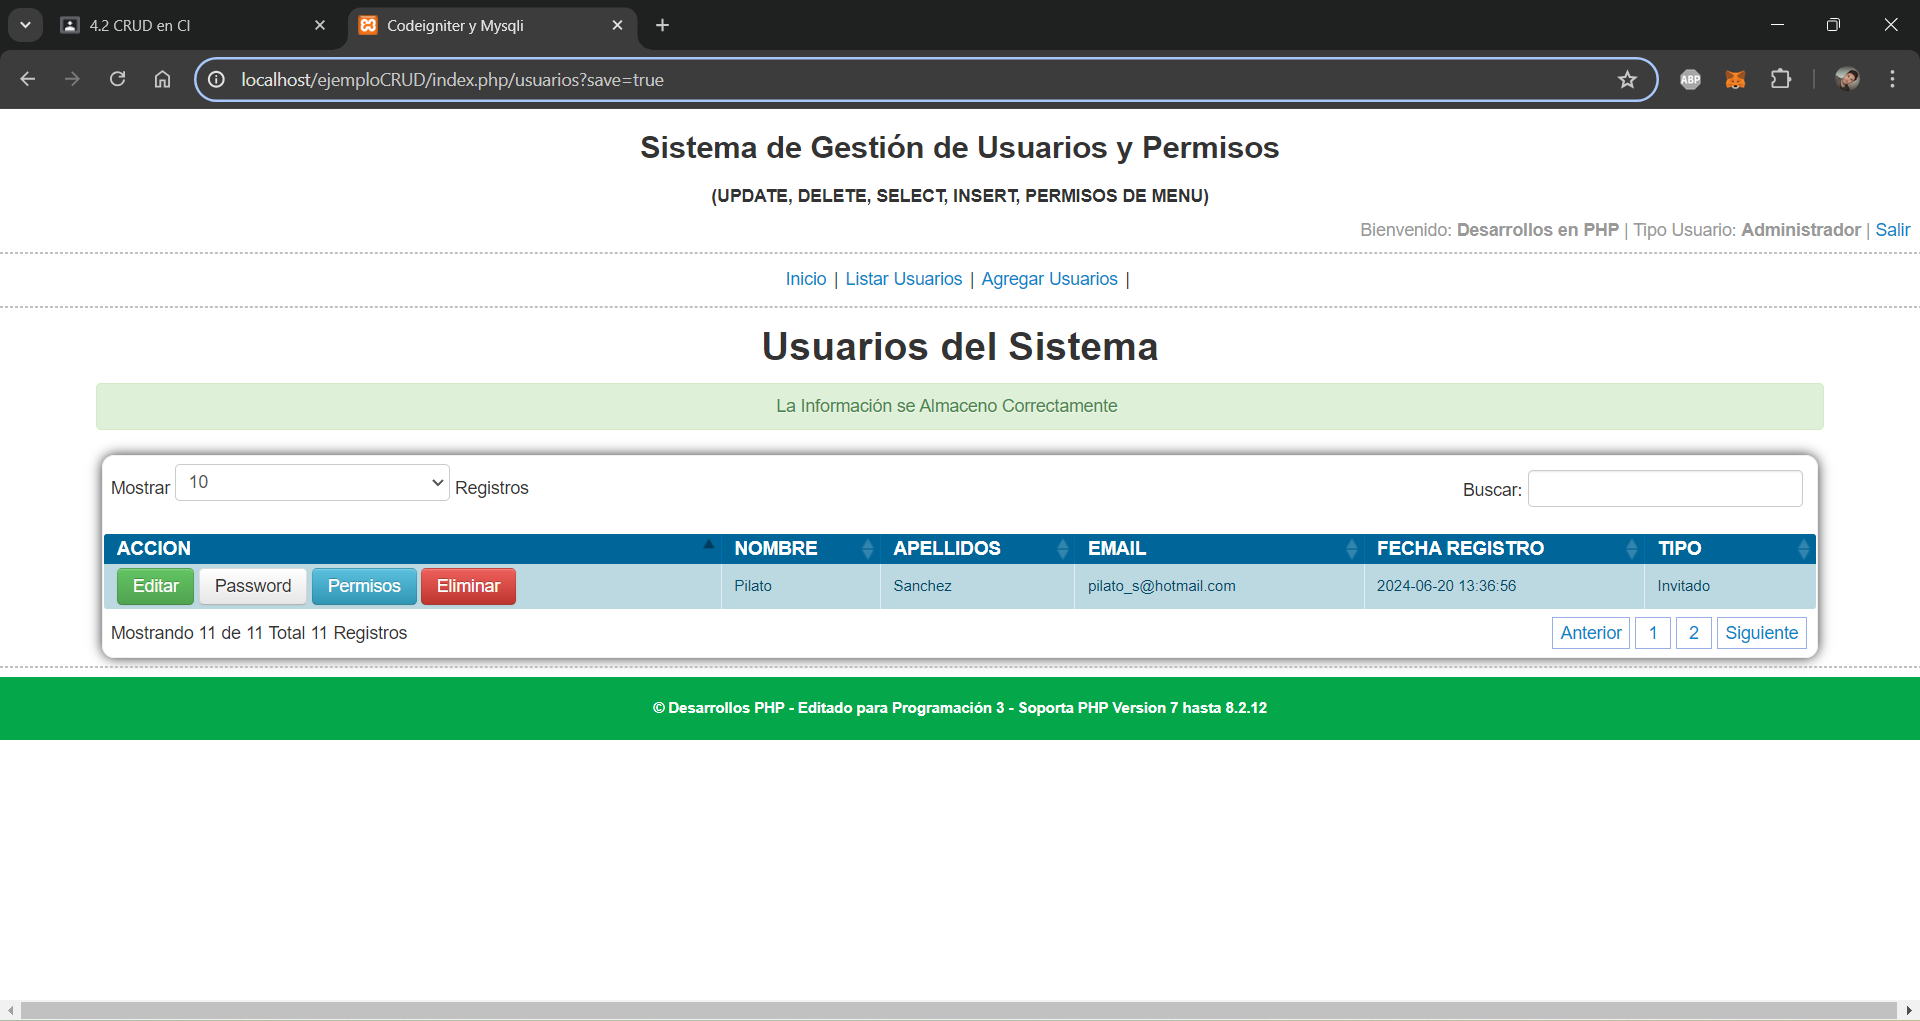 4.2 CRUD en CI
Codeigniter y Mysqli
localhost/ejemploCRUD/index.php/usuarios?save=true
ABP
Sistema de Gestión de Usuarios y Permisos
(UPDATE, DELETE, SELECT, INSERT, PERMISOS DE MENU)
Bienvenido: Desarrollos en PHP | Tipo Usuario: Administrador | Salir
Inicio | Listar Usuarios | Agregar Usuarios |
Usuarios del Sistema
La Información se Almaceno Correctamente
Mostrar 10 Registros Buscar:
ACCION NOMBRE APELLIDOS EMAIL FECHA REGISTRO TIPO
Editar Password Permisos Eliminar Pilato Sanchez pilato_s@hotmail.com 2024-06-20 13:36:56 Invitado
Mostrando 11 de 11 Total 11 Registros Anterior 1 2 Siguiente
© Desarrollos PHP - Editado para Programación 3 - Soporta PHP Version 7 hasta 8.2.12